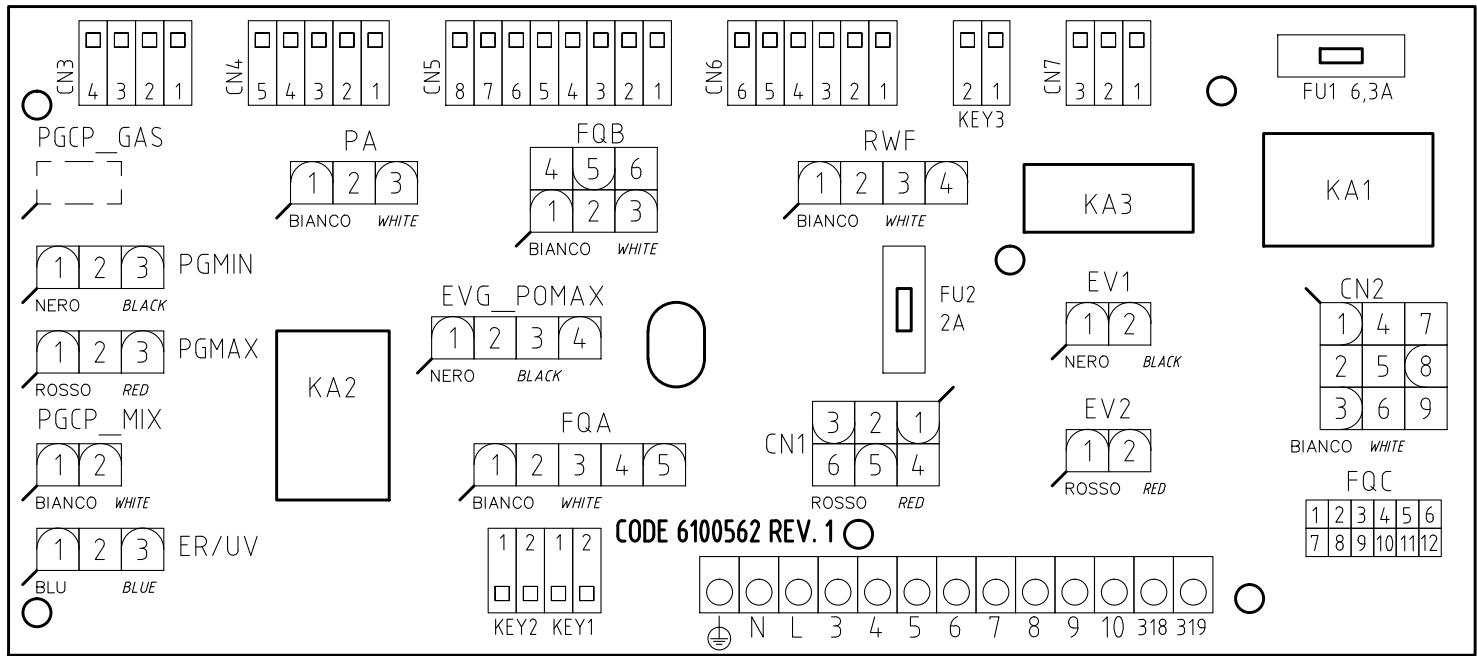 CN3 4 3 2 1
CN4 5 4 3 2 1
CN5 8 7 6 5 4 3 2 1
CN6 6 5 4 3 2 1
2 1
KEY3
CN7 3 2 1
FU1 6,3A
PGCP_GAS
PA
1 2 3
BIANCO WHITE
FQB
4 5 6
1 2 3
BIANCO WHITE
RWF
1 2 3 4
BIANCO WHITE
KA3
KA1
1 2 3 PGMIN
NERO BLACK
EVG_POMAX
1 2 3 4
NERO BLACK
FU2
2A
EV1
1 2
NERO BLACK
CN2
1 4 7
2 5 8
3 6 9
BIANCO WHITE
1 2 3 PGMAX
ROSSO RED
KA2
PGCP_MIX
1 2
BIANCO WHITE
FQA
1 2 3 4 5
BIANCO WHITE
CN1
3 2 1
6 5 4
ROSSO RED
EV2
1 2
ROSSO RED
FQC
1 2 3 4 5 6
7 8 9 10 11 12
1 2 3 ER/UV
BLU BLUE
1 2 1 2
KEY2 KEY1
CODE 6100562 REV. 1
N L 3 4 5 6 7 8 9 10 318 319